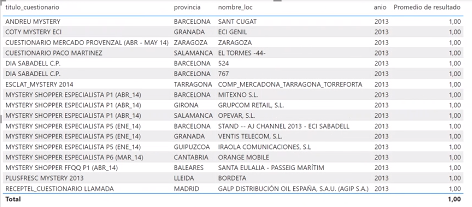 titulo_cuestionario provincia nombre_loc anio Promedio de resultado
ANDREU MYSTERY BARCELONA SANT CUGAT 2013 1,00
COTY MYSTERY ECI GRANADA ECI GENIL 2013 1,00
CUESTIONARIO MERCADO PROVENZAL (ABR - MAY 14) ZARAGOZA ZARAGOZA 2013 1,00
CUESTIONARIO PACO MARTINEZ SALAMANCA EL TORMES -44- 2013 1,00
DIA SABADELL C.P. BARCELONA 524 2013 1,00
DIA SABADELL C.P. BARCELONA 767 2013 1,00
ESCLAT_MYSTERY 2014 TARRAGONA COMP_MERCADONA_TARRAGONA_TORREFORTA 2013 1,00
MYSTERY SHOPPER ESPECIALISTA P1 (ABR_14) BARCELONA MITEXNO S.L. 2013 1,00
MYSTERY SHOPPER ESPECIALISTA P1 (ABR_14) GIRONA GRUPCOM RETAIL, S.L. 2013 1,00
MYSTERY SHOPPER ESPECIALISTA P1 (ABR_14) SALAMANCA OPEVAR, S.L. 2013 1,00
MYSTERY SHOPPER ESPECIALISTA P5 (ENE_14) BARCELONA STAND -- AJ CHANNEL 2013 - ECI SABADELL 2013 1,00
MYSTERY SHOPPER ESPECIALISTA P5 (ENE_14) GRANADA VENTIS TELECOM, S.L. 2013 1,00
MYSTERY SHOPPER ESPECIALISTA P5 (ENE_14) GUIPUZCOA IRAOLA COMUNICACIONES, S.L 2013 1,00
MYSTERY SHOPPER ESPECIALISTA P6 (MAR_14) CANTABRIA ORANGE MOBILE 2013 1,00
MYSTERY SHOPPER FFQQ P1 (ABR_14) BALEARES SANTA EULALIA - PASSEIG MARÍTIM 2013 1,00
PLUSFRESC MYSTERY 2013 LLEIDA BORDETA 2013 1,00
RECEPTEL_CUESTIONARIO LLAMADA MADRID GALP DISTRIBUCIÓN OIL ESPAÑA, S.A.U. (AGIP S.A.) 2013 1,00
Total 1,00